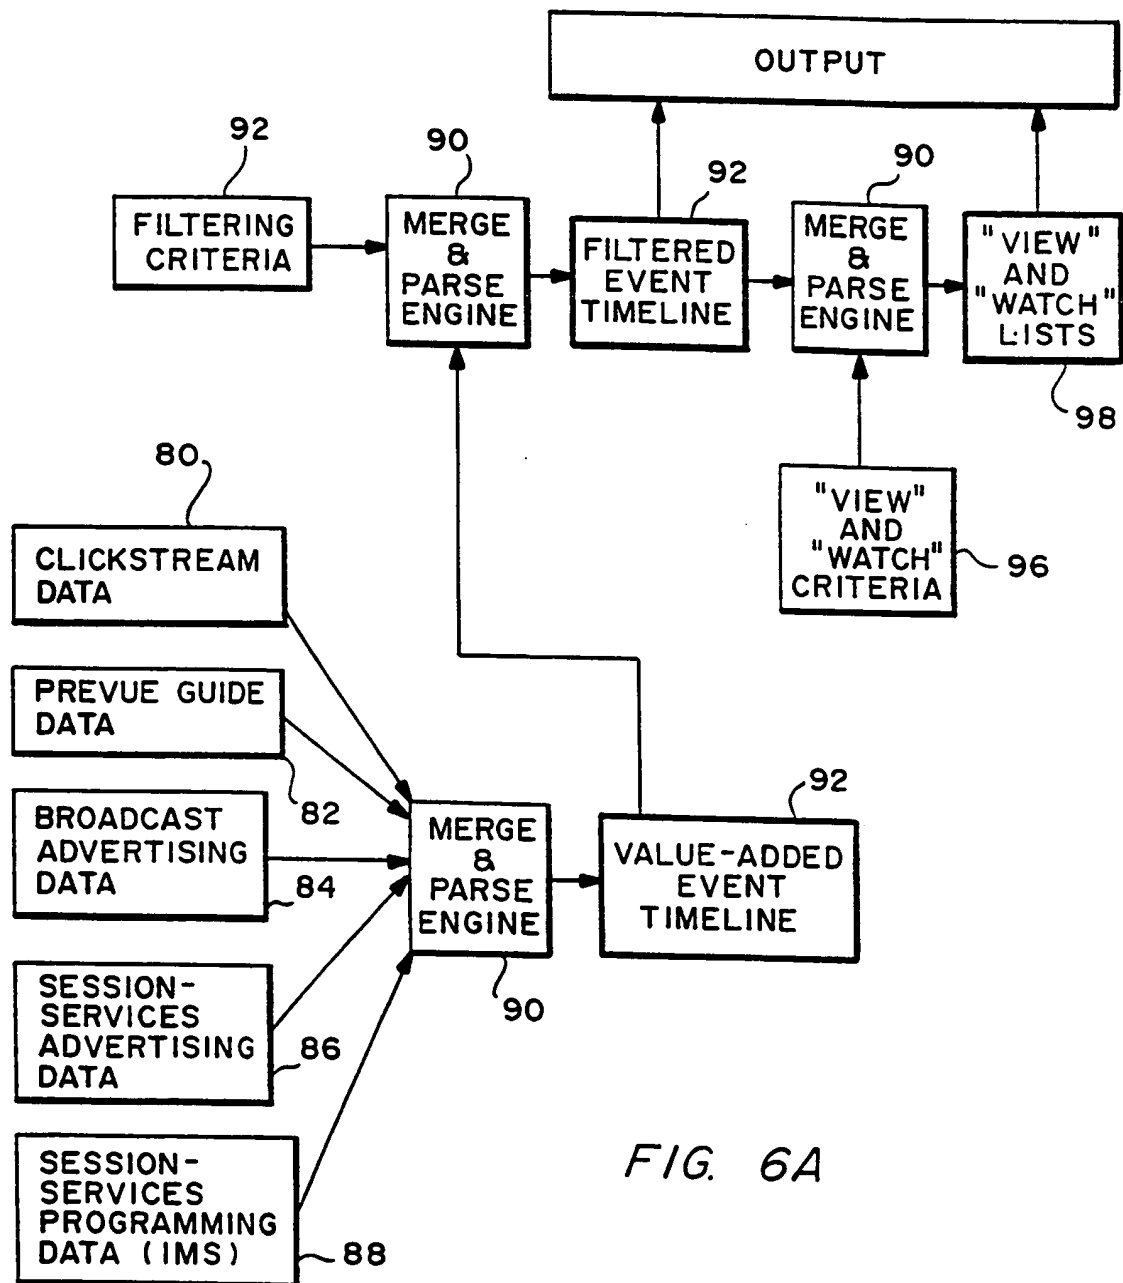 OUTPUT
92
FILTERING
CRITERIA
90
MERGE
&
PARSE
ENGINE
92
FILTERED
EVENT
TIMELINE
90
MERGE
&
PARSE
ENGINE
"VIEW"
AND
"WATCH"
L·ISTS
98
"VIEW"
AND
"WATCH"
CRITERIA
96
80
CLICKSTREAM
DATA
PREVUE GUIDE
DATA
82
BROADCAST
ADVERTISING
DATA
84
SESSION-
SERVICES
ADVERTISING
DATA
86
SESSION-
SERVICES
PROGRAMMING
DATA (IMS)
88
MERGE
&
PARSE
ENGINE
90
92
VALUE-ADDED
EVENT
TIMELINE
FIG. 6A